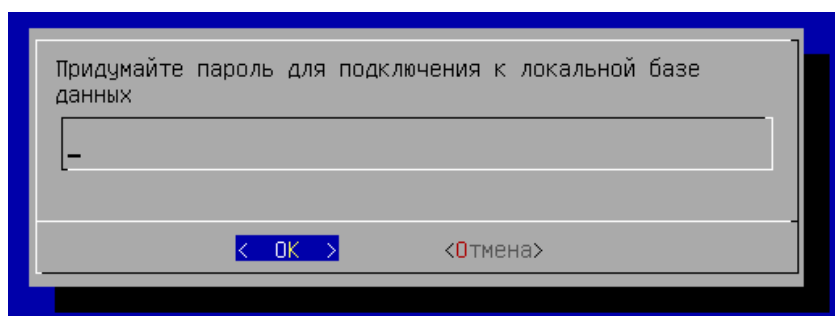 Придумайте пароль для подключения к локальной базе
данных
< OK > <Отмена>